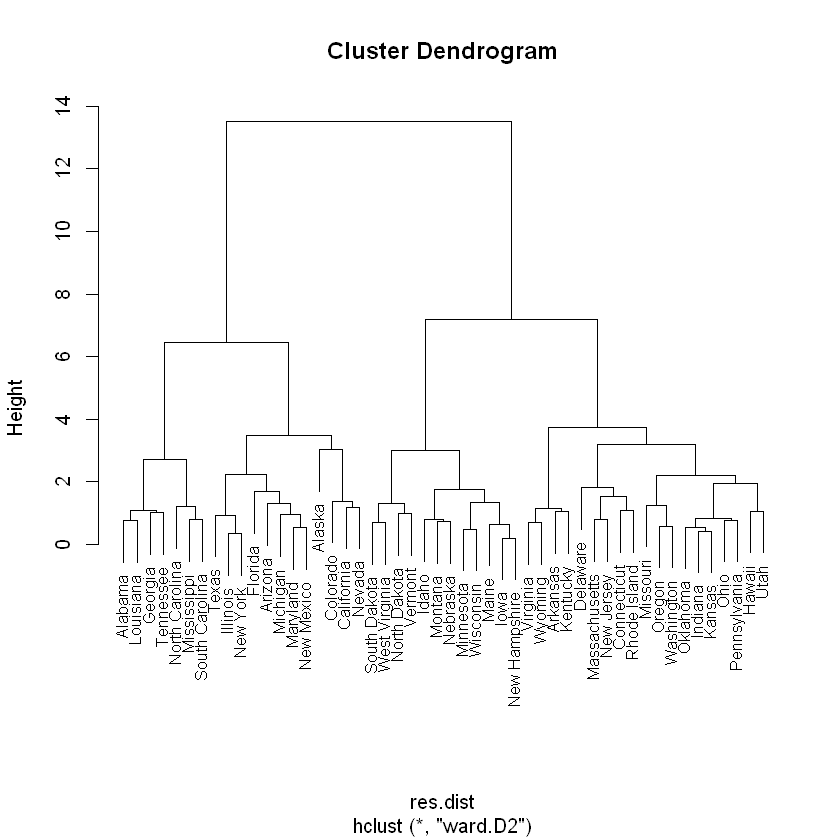 Cluster Dendrogram
Height
14
12
10
8
6
4
2
0
Alabama
Louisiana
Georgia
Tennessee
North Carolina
Mississippi
South Carolina
Texas
Illinois
New York
Florida
Arizona
Michigan
Maryland
New Mexico
Alaska
Colorado
California
Nevada
South Dakota
West Virginia
North Dakota
Vermont
Idaho
Montana
Nebraska
Minnesota
Wisconsin
Maine
Iowa
New Hampshire
Virginia
Wyoming
Arkansas
Kentucky
Delaware
Massachusetts
New Jersey
Connecticut
Rhode Island
Missouri
Oregon
Washington
Oklahoma
Indiana
Kansas
Ohio
Pennsylvania
Hawaii
Utah
res.dist
hclust (*, "ward.D2")